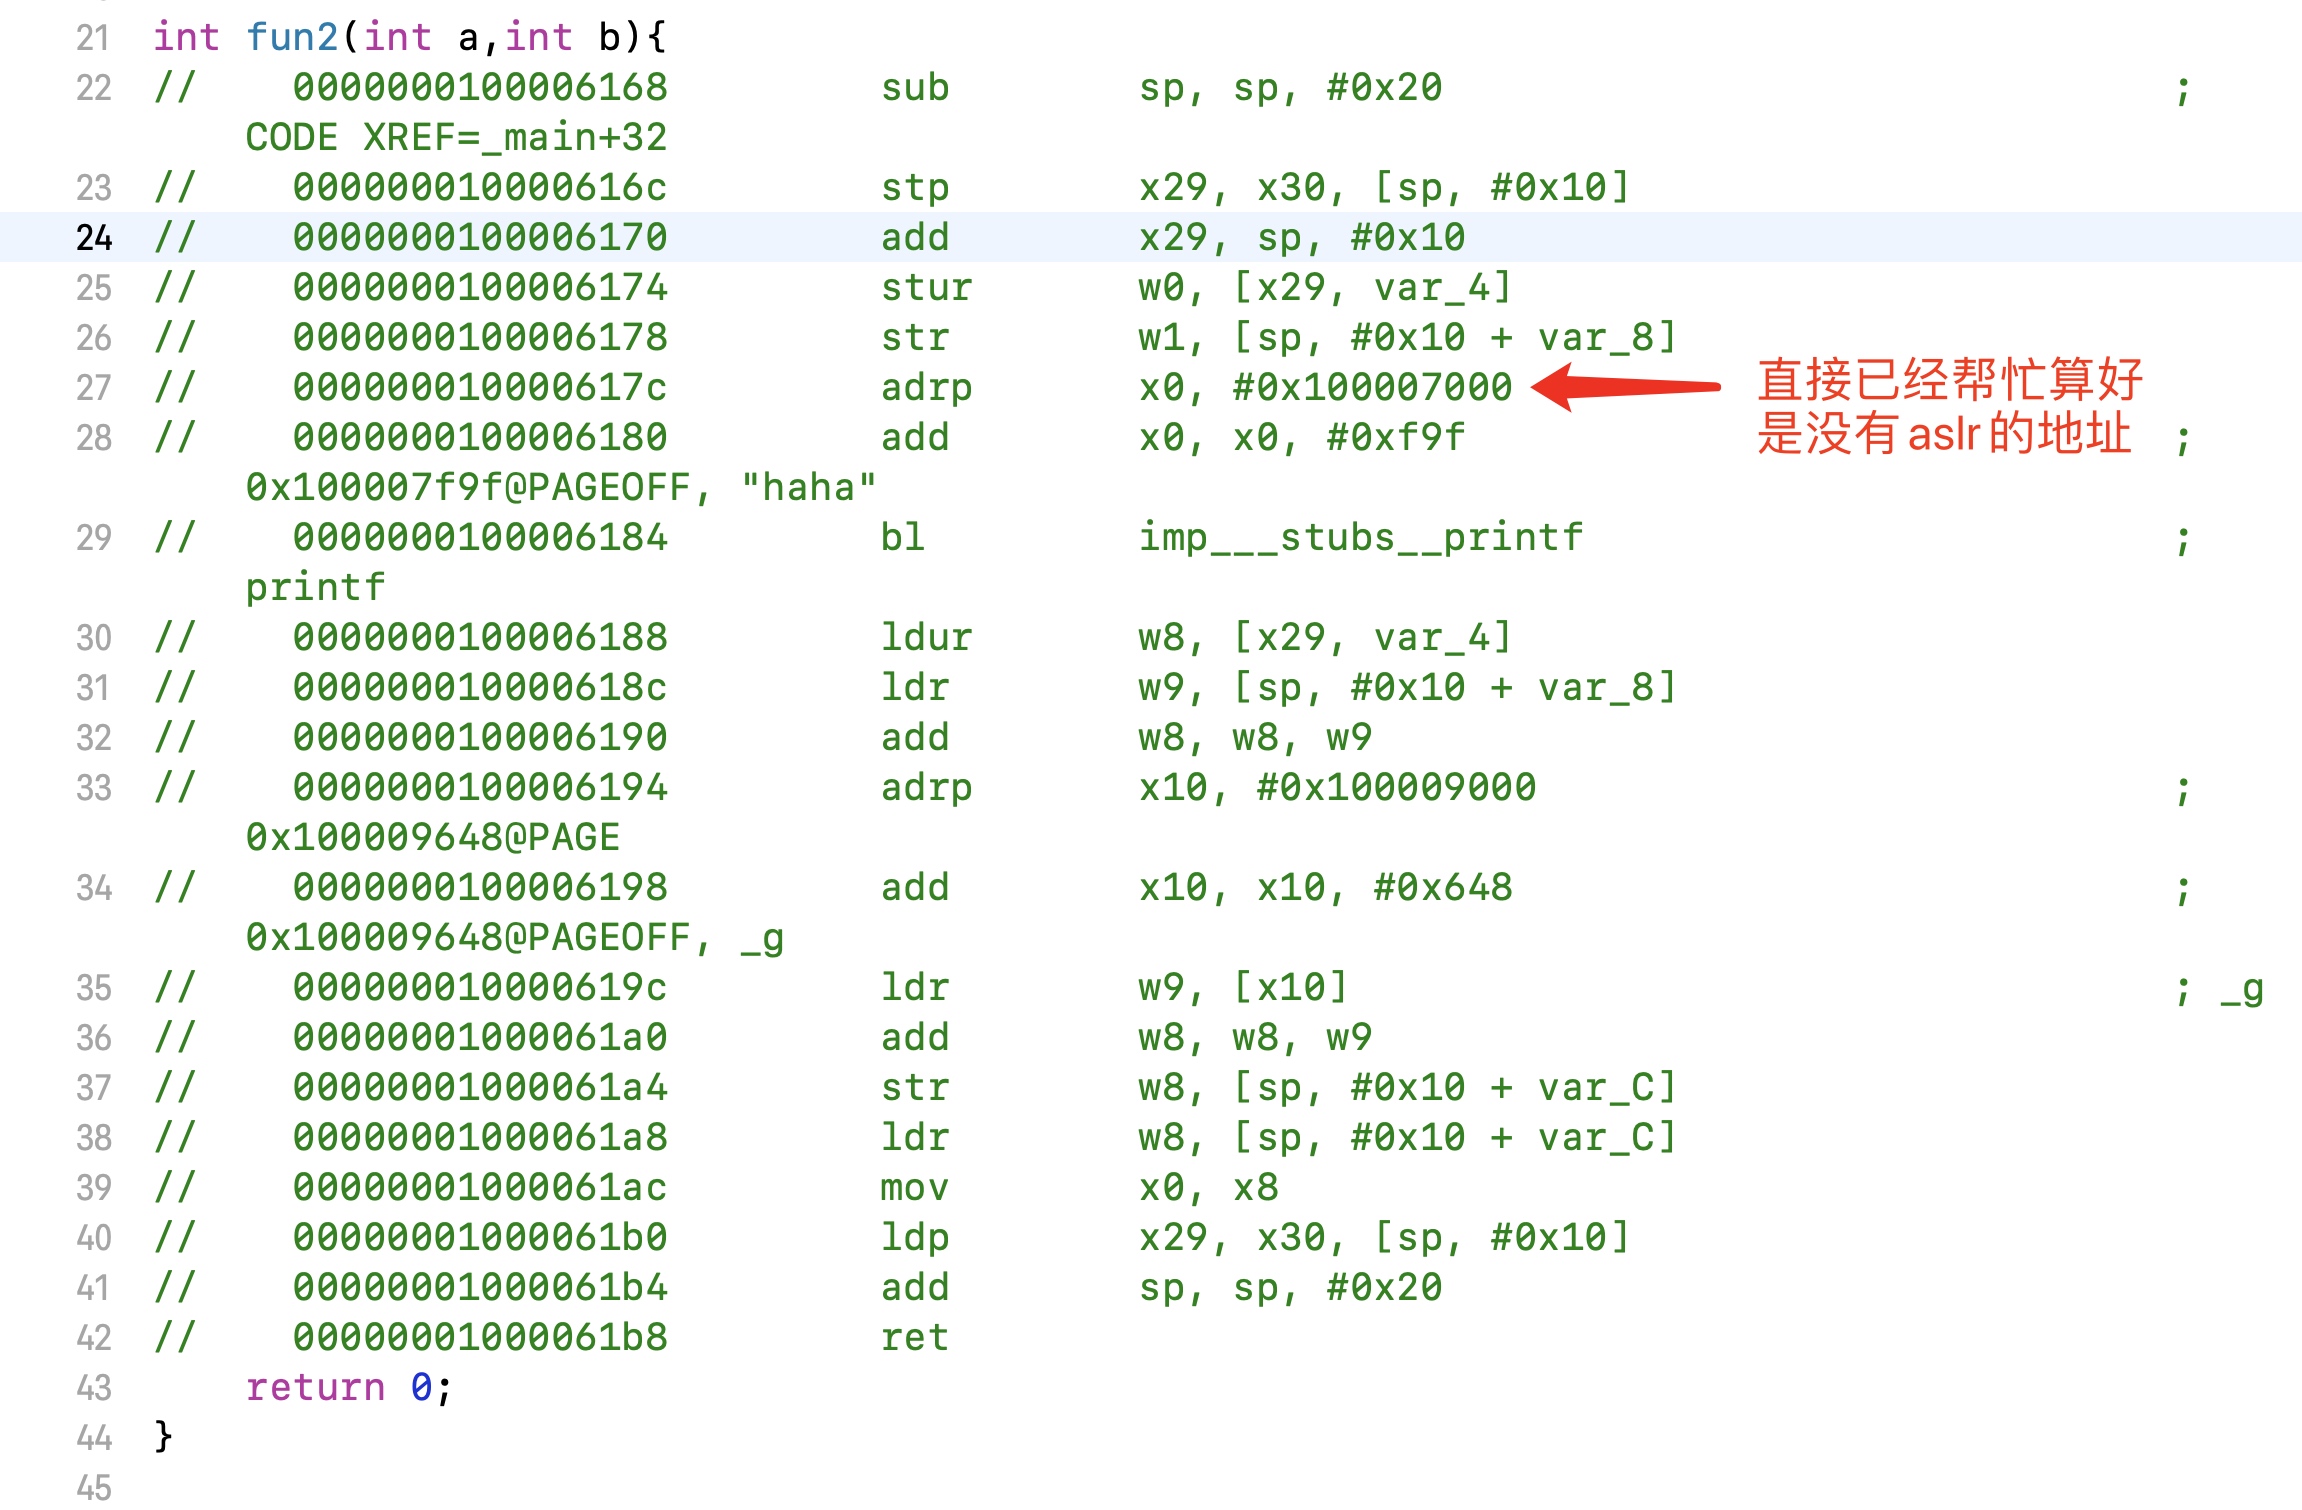 21 int fun2(int a,int b){
22 //    0000000100006168         sub        sp, sp, #0x20                                ;
CODE XREF=_main+32
23 //    000000010000616c         stp        x29, x30, [sp, #0x10]
24 //    0000000100006170         add        x29, sp, #0x10
25 //    0000000100006174         stur       w0, [x29, var_4]
26 //    0000000100006178         str        w1, [sp, #0x10 + var_8]
27 //    000000010000617c         adrp       x0, #0x100007000
直接已经帮忙算好
是没有aslr的地址
28 //    0000000100006180         add        x0, x0, #0xf9f                               ;
0x100007f9f@PAGEOFF, "haha"
29 //    0000000100006184         bl         imp___stubs__printf                          ;
printf
30 //    0000000100006188         ldur       w8, [x29, var_4]
31 //    000000010000618c         ldr        w9, [sp, #0x10 + var_8]
32 //    0000000100006190         add        w8, w8, w9
33 //    0000000100006194         adrp       x10, #0x100009000                            ;
0x100009648@PAGE
34 //    0000000100006198         add        x10, x10, #0x648                             ;
0x100009648@PAGEOFF, _g
35 //    000000010000619c         ldr        w9, [x10]                                    ; _g
36 //    00000001000061a0         add        w8, w8, w9
37 //    00000001000061a4         str        w8, [sp, #0x10 + var_C]
38 //    00000001000061a8         ldr        w8, [sp, #0x10 + var_C]
39 //    00000001000061ac         mov        x0, x8
40 //    00000001000061b0         ldp        x29, x30, [sp, #0x10]
41 //    00000001000061b4         add        sp, sp, #0x20
42 //    00000001000061b8         ret
43     return 0;
44 }
45